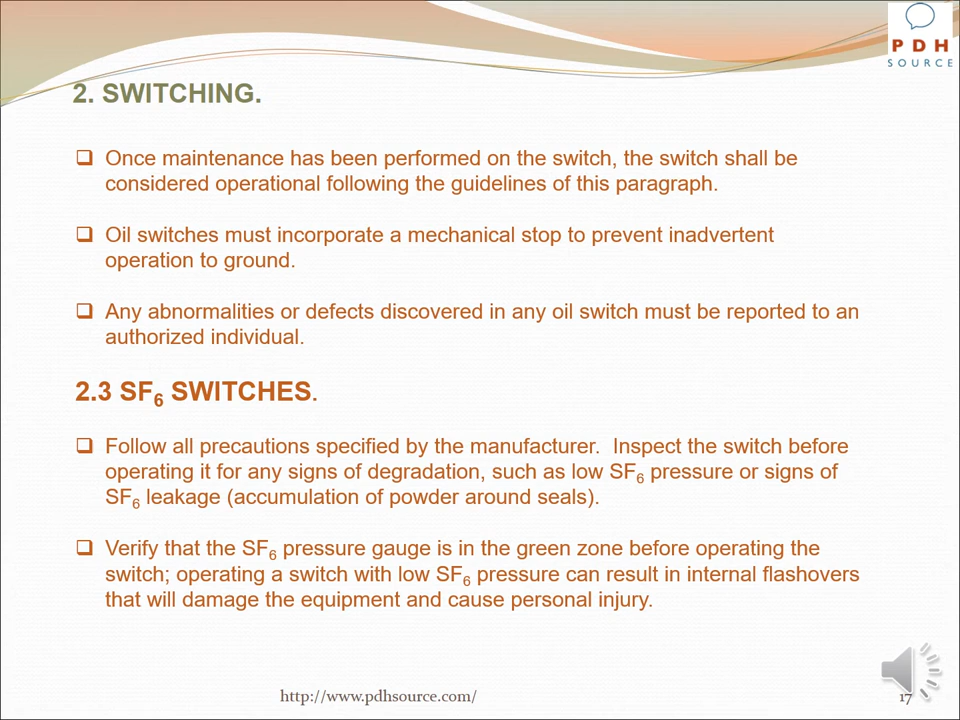 PDH
SOURCE
2. SWITCHING.
❑ Once maintenance has been performed on the switch, the switch shall be
considered operational following the guidelines of this paragraph.
❑ Oil switches must incorporate a mechanical stop to prevent inadvertent
operation to ground.
❑ Any abnormalities or defects discovered in any oil switch must be reported to an
authorized individual.
2.3 SF₆ SWITCHES.
❑ Follow all precautions specified by the manufacturer.  Inspect the switch before
operating it for any signs of degradation, such as low SF₆ pressure or signs of
SF₆ leakage (accumulation of powder around seals).
❑ Verify that the SF₆ pressure gauge is in the green zone before operating the
switch; operating a switch with low SF₆ pressure can result in internal flashovers
that will damage the equipment and cause personal injury.
http://www.pdhsource.com/
17